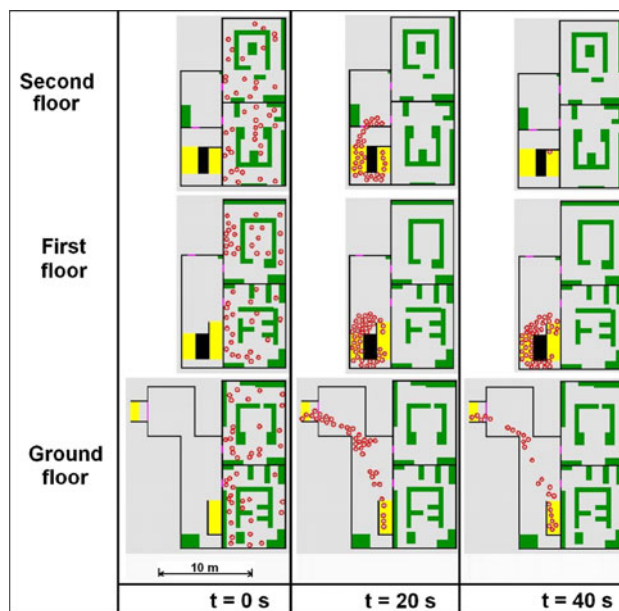 Second
floor
First
floor
Ground
floor
10 m
t = 0 s
t = 20 s
t = 40 s